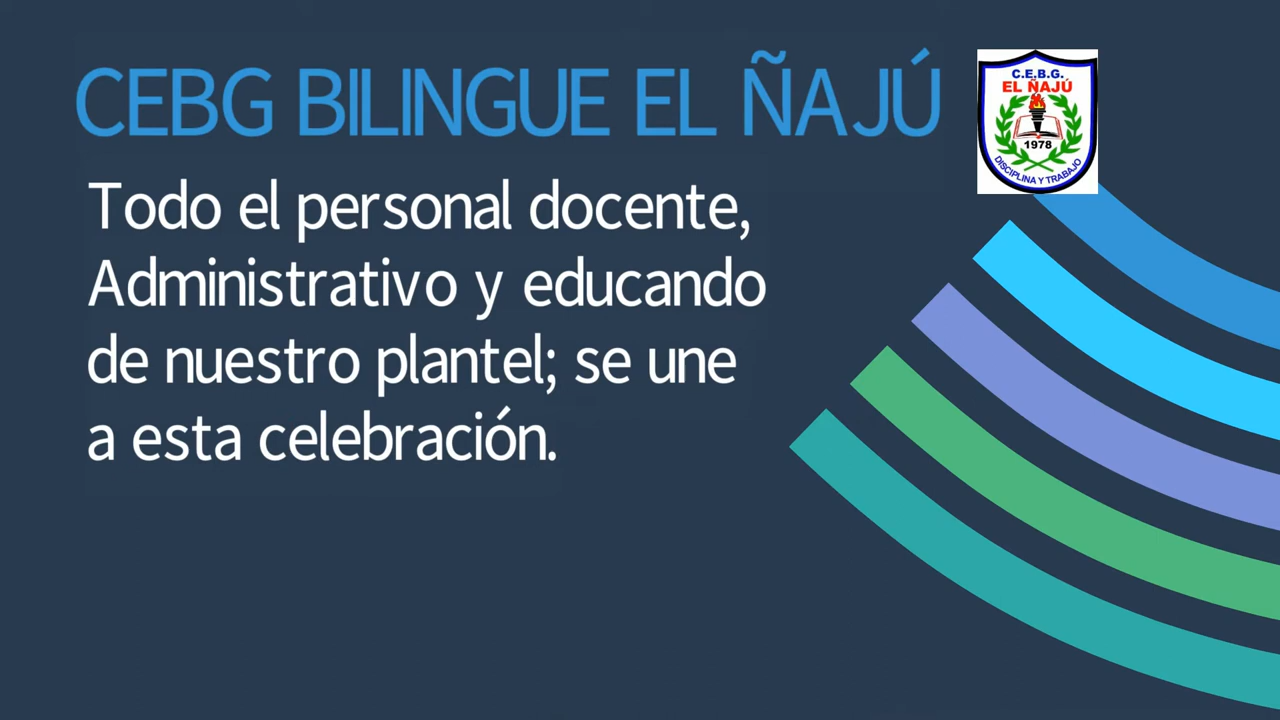 CEBG BILINGUE EL ÑAJÚ
C.E.B.G.
EL ÑAJÚ
1978
DISCIPLINA Y TRABAJO
Todo el personal docente,
Administrativo y educando
de nuestro plantel; se une
a esta celebración.